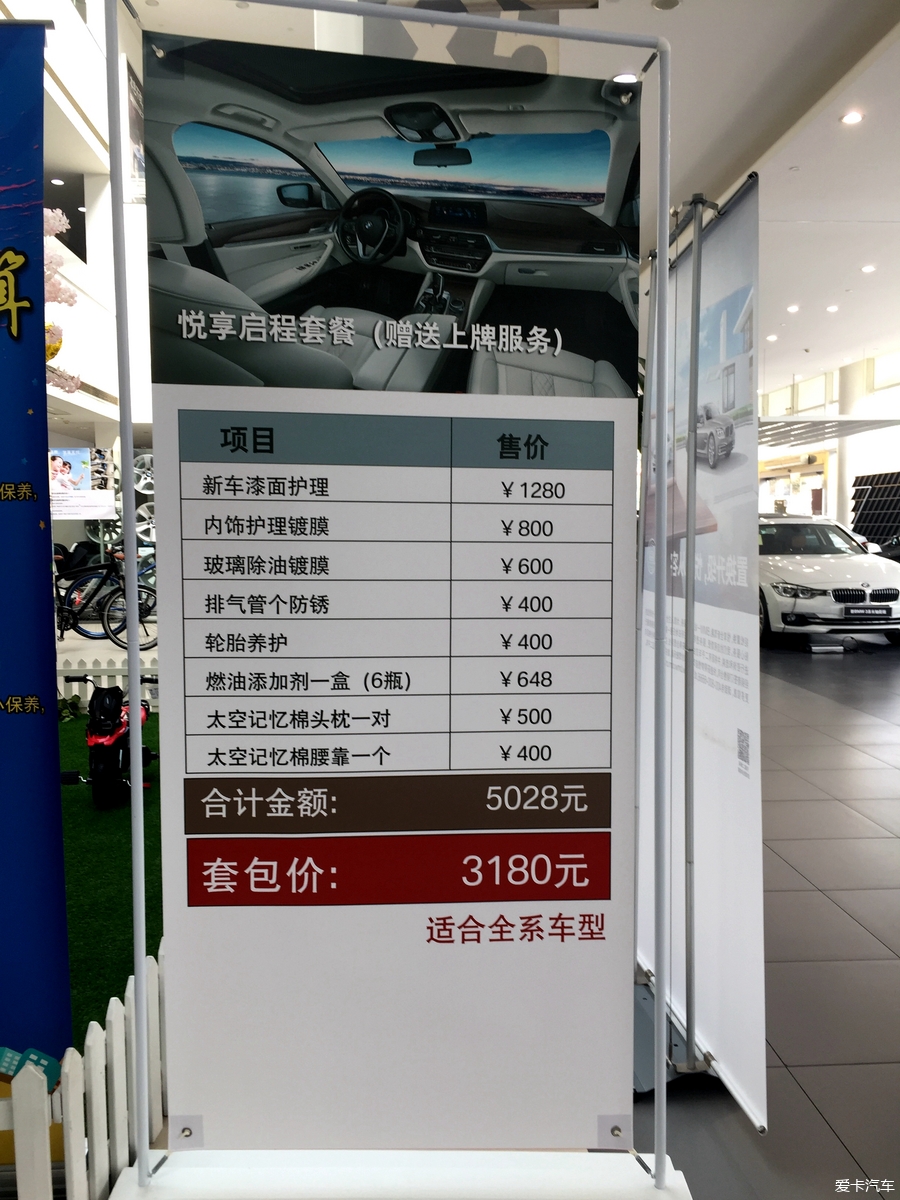 算
保养,
保养,
悦享启程套餐（赠送上牌服务）
项目 售价
新车漆面护理 ¥1280
内饰护理镀膜 ¥800
玻璃除油镀膜 ¥600
排气管个防锈 ¥400
轮胎养护 ¥400
燃油添加剂一盒（6瓶） ¥648
太空记忆棉头枕一对 ¥500
太空记忆棉腰靠一个 ¥400
合计金额: 5028元
套包价: 3180元
适合全系车型
置换升级,
爱卡汽车